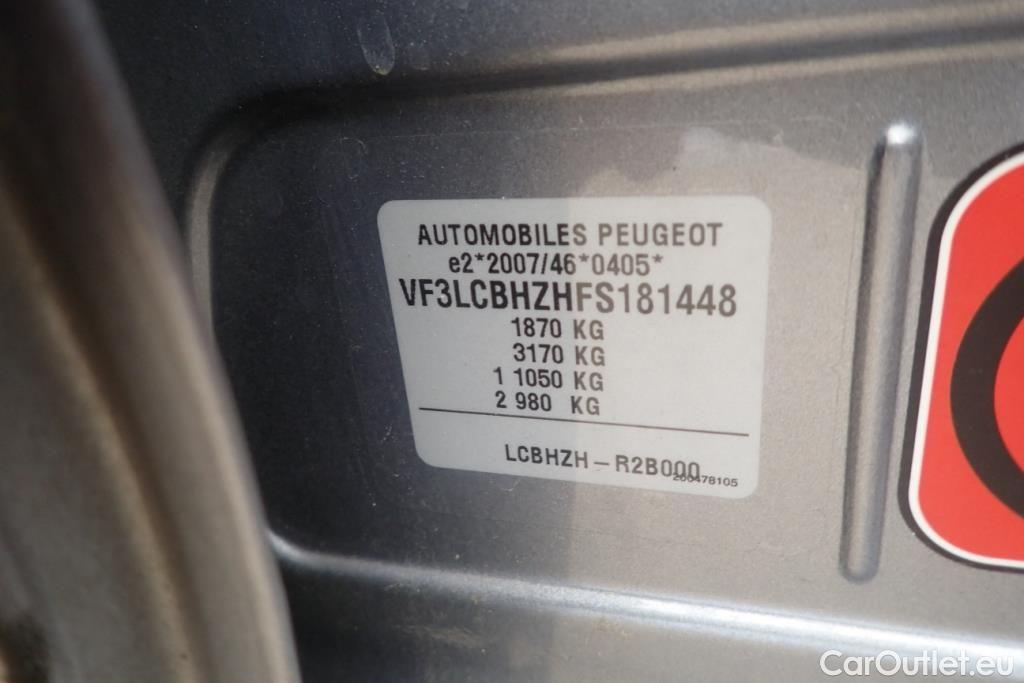 AUTOMOBILES PEUGEOT
e2*2007/46*0405*
VF3LCBHZHFS181448
1870 KG
3170 KG
1 1050 KG
2 980 KG
LCBHZH – R2B000
200478105
CarOutlet.eu